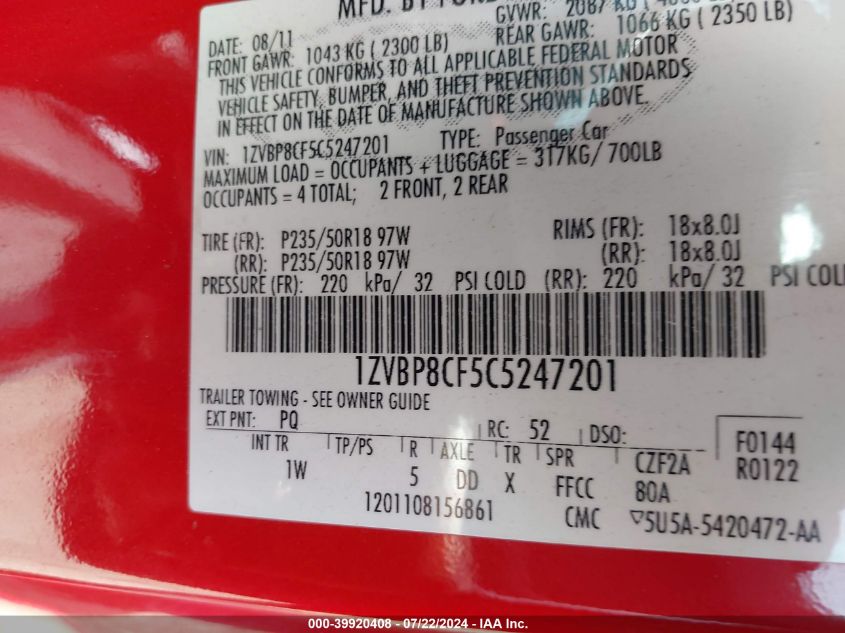 MFD. BY FORD
DATE: 08/11 GVWR: 2087 KG
FRONT GAWR: 1043 KG ( 2300 LB) REAR GAWR: 1066 KG ( 2350 LB)
THIS VEHICLE CONFORMS TO ALL APPLICABLE FEDERAL MOTOR
VEHICLE SAFETY, BUMPER, AND THEFT PREVENTION STANDARDS
IN EFFECT ON THE DATE OF MANUFACTURE SHOWN ABOVE.
VIN: 1ZVBP8CF5C5247201 TYPE: Passenger Car
MAXIMUM LOAD = OCCUPANTS + LUGGAGE = 317KG/ 700LB
OCCUPANTS = 4 TOTAL; 2 FRONT, 2 REAR
TIRE (FR): P235/50R18 97W RIMS (FR): 18x8.0J
(RR): P235/50R18 97W (RR): 18x8.0J
PRESSURE (FR): 220 kPa/ 32 PSI COLD (RR): 220 kPa/ 32 PSI COLD
1ZVBP8CF5C5247201
TRAILER TOWING - SEE OWNER GUIDE
EXT PNT: PQ RC: 52 DSO: F0144
INT TR TP/PS R AXLE TR SPR CZF2A R0122
1W 5 DD X FFCC 80A
1201108156861 CMC ▽5U5A-5420472-AA
000-39920408 - 07/22/2024 - IAA Inc.